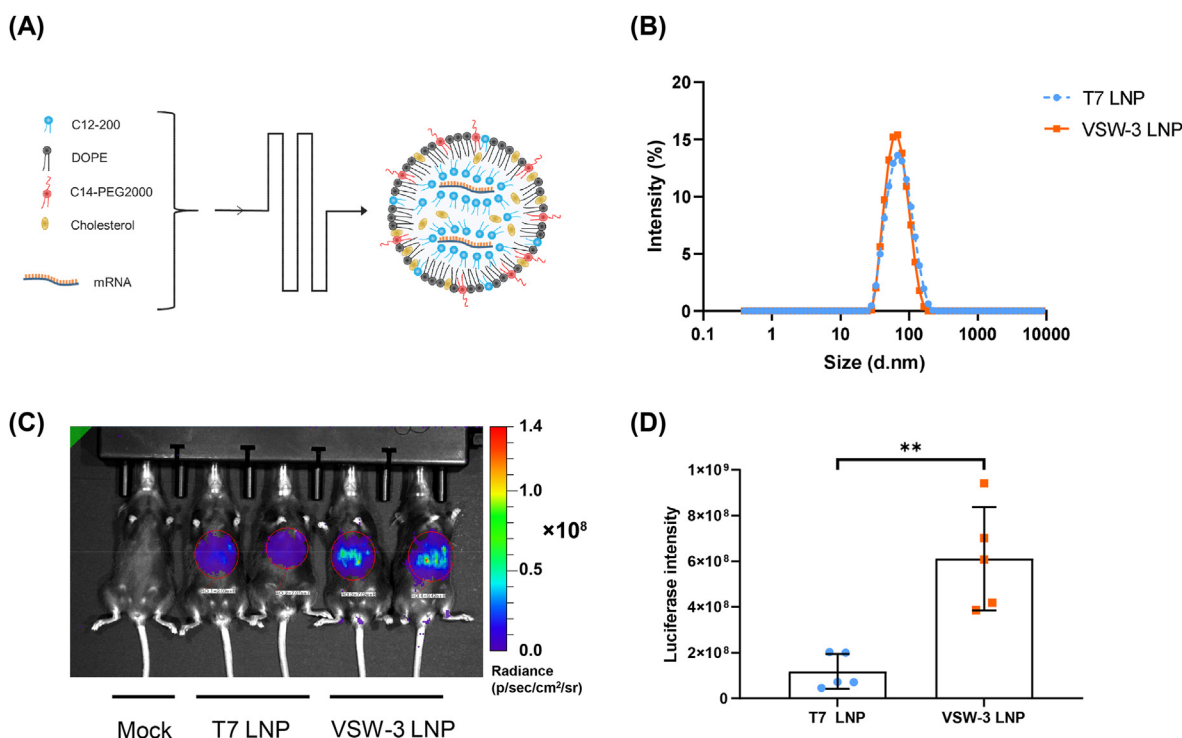 (A)
C12-200
DOPE
C14-PEG2000
Cholesterol
mRNA
(B)
20
15
10
5
0
Intensity (%)
0.1 1 10 100 1000 10000
Size (d.nm)
T7 LNP
VSW-3 LNP
(C)
1.4
1.0
0.5
0.0
×10⁸
Radiance
(p/sec/cm²/sr)
Mock T7 LNP VSW-3 LNP
(D)
**
1×10⁹
8×10⁸
6×10⁸
4×10⁸
2×10⁸
0
Luciferase intensity
T7 LNP VSW-3 LNP